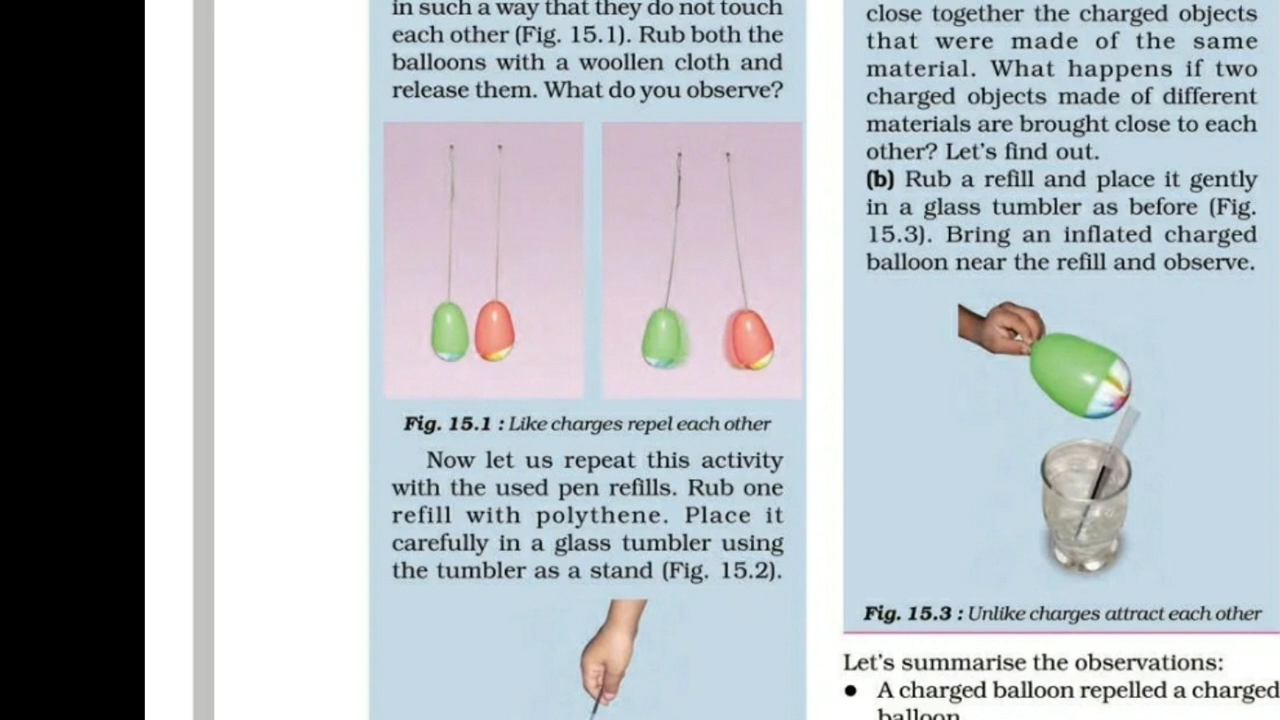 in such a way that they do not touch
each other (Fig. 15.1). Rub both the
balloons with a woollen cloth and
release them. What do you observe?
Fig. 15.1 : Like charges repel each other
Now let us repeat this activity
with the used pen refills. Rub one
refill with polythene. Place it
carefully in a glass tumbler using
the tumbler as a stand (Fig. 15.2).
close together the charged objects
that were made of the same
material. What happens if two
charged objects made of different
materials are brought close to each
other? Let's find out.
(b) Rub a refill and place it gently
in a glass tumbler as before (Fig.
15.3). Bring an inflated charged
balloon near the refill and observe.
Fig. 15.3 : Unlike charges attract each other
Let's summarise the observations:
● A charged balloon repelled a charged
balloon